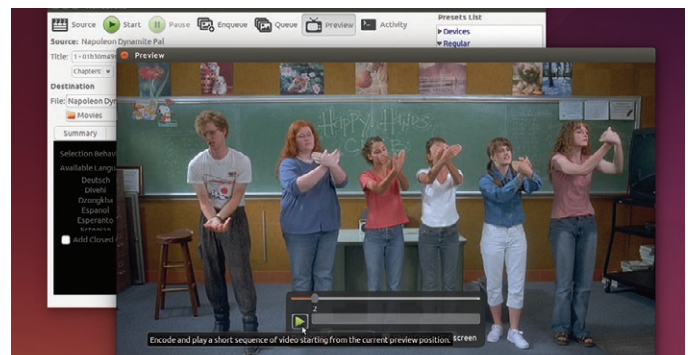 Source Start Pause Enqueue Queue Preview Activity
Presets List
Devices
Regular
Source: Napoleon Dynamite Pal
Title:
Chapters:
Destination
File: Napoleon Dyn
Movies
Summary
Selection Behavi
Available Langu
Deutsch
Divehi
Dzongkha
Espanol
Esperanto
Add Closed
Preview
HAPPY HANDS
CLUB
2
Encode and play a short sequence of video starting from the current preview position.
screen